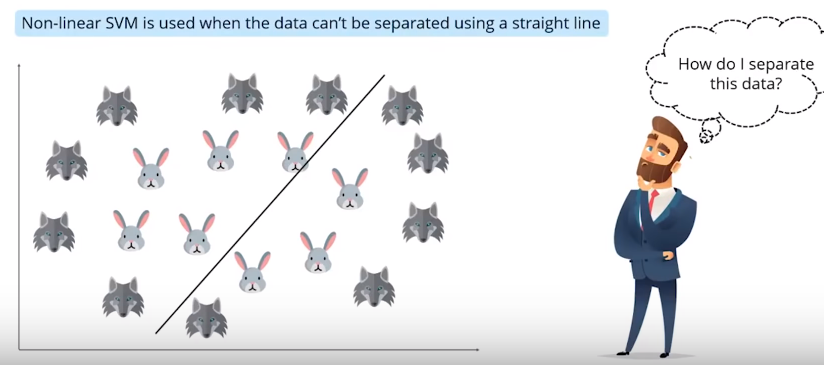 Non-linear SVM is used when the data can’t be separated using a straight line
How do I separate
this data?